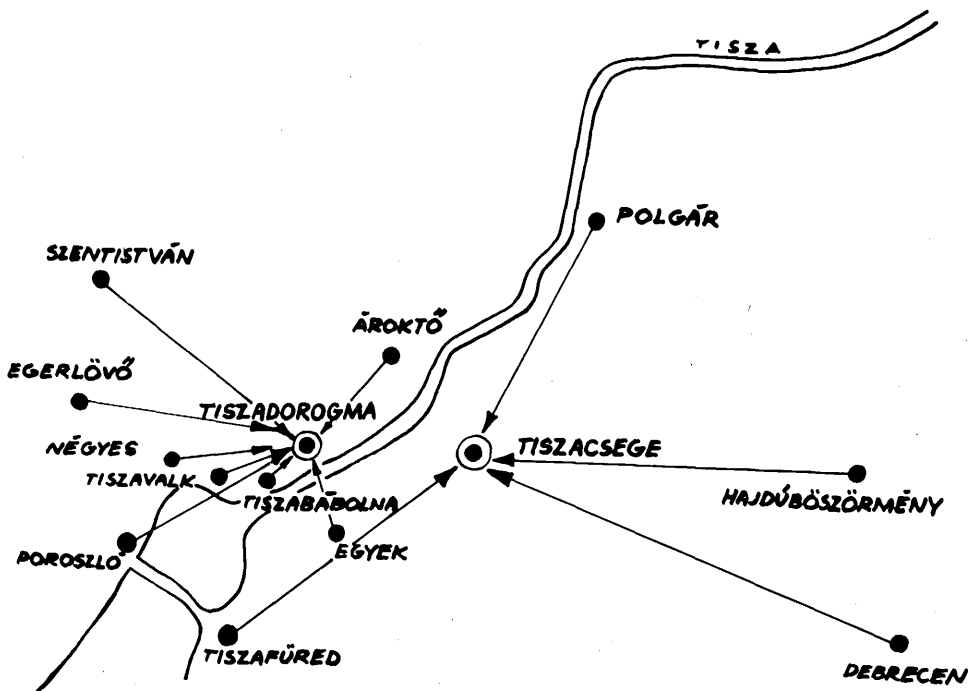 TISZA
POLGÁR
SZENTISTVÁN
ÁROKTŐ
EGERLÖVŐ
TISZADOROGMA
NÉGYES
TISZACSEGE
TISZAVALK
TISZABÁBOLNA
HAJDÚBÖSZÖRMÉNY
POROSZLÓ
EGYEK
TISZAFÜRED
DEBRECEN